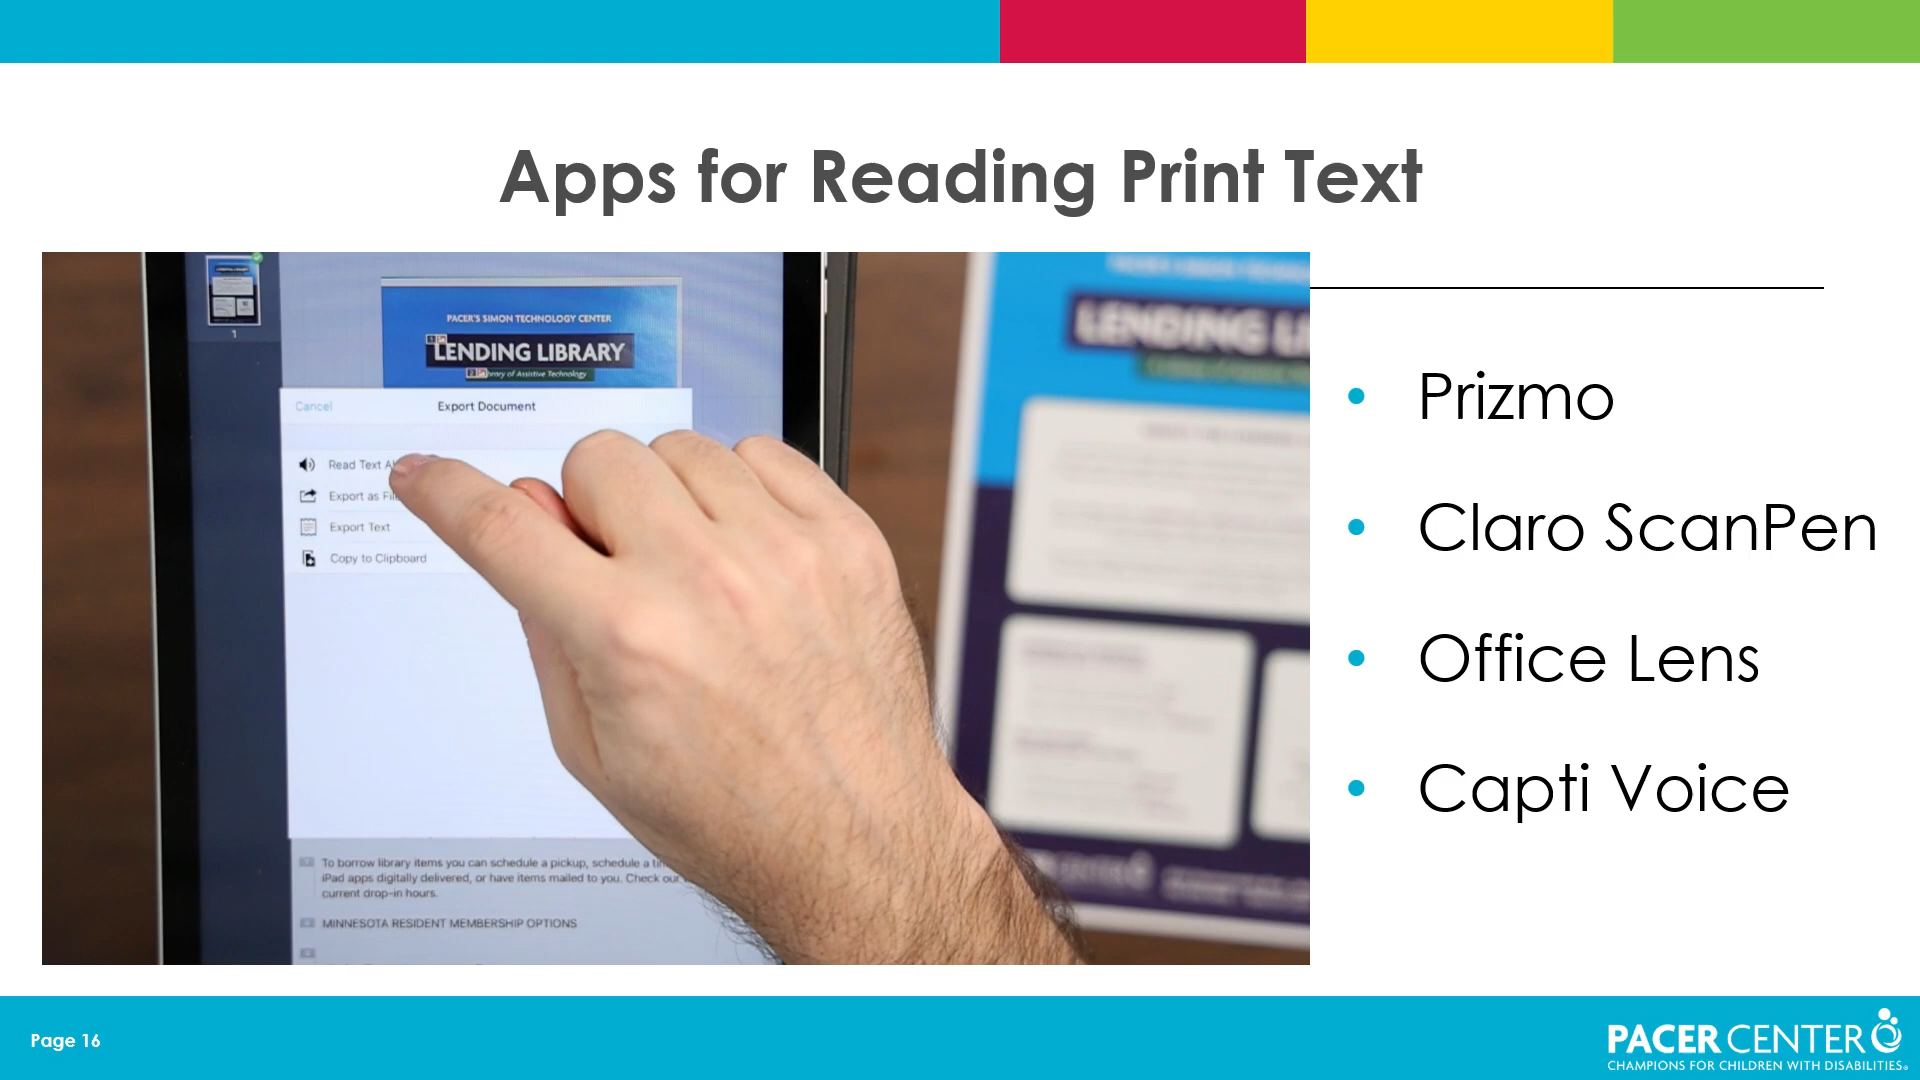 Apps for Reading Print Text
1
PACER'S SIMON TECHNOLOGY CENTER
LENDING LIBRARY
of Assistive Technology
Cancel
Export Document
Read Text
Export as
Export Text
Copy to Clipboard
To borrow library items you can schedule a pickup, schedule a
iPad apps digitally delivered, or have items mailed to you. Check our
current drop-in hours.
MINNESOTA RESIDENT MEMBERSHIP OPTIONS
LENDING
• Prizmo
• Claro ScanPen
• Office Lens
• Capti Voice
Page 16
PACER CENTER
CHAMPIONS FOR CHILDREN WITH DISABILITIES®